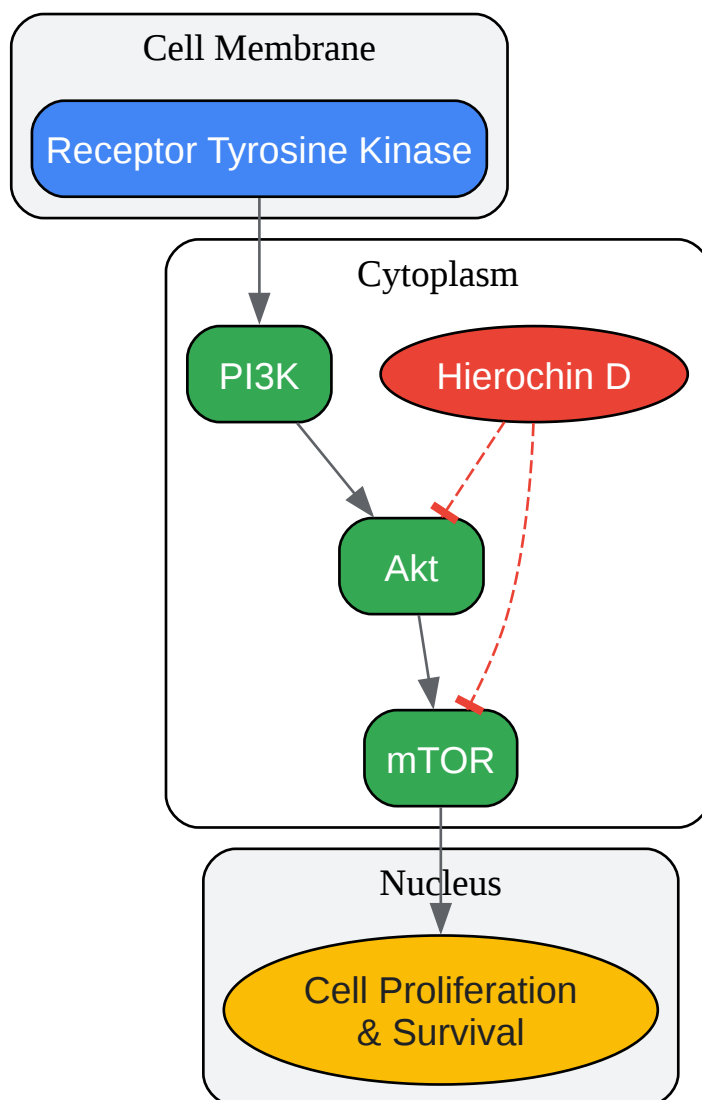 Cell Membrane
Receptor Tyrosine Kinase
Cytoplasm
PI3K
Hierochin D
Akt
mTOR
Nucleus
Cell Proliferation
& Survival